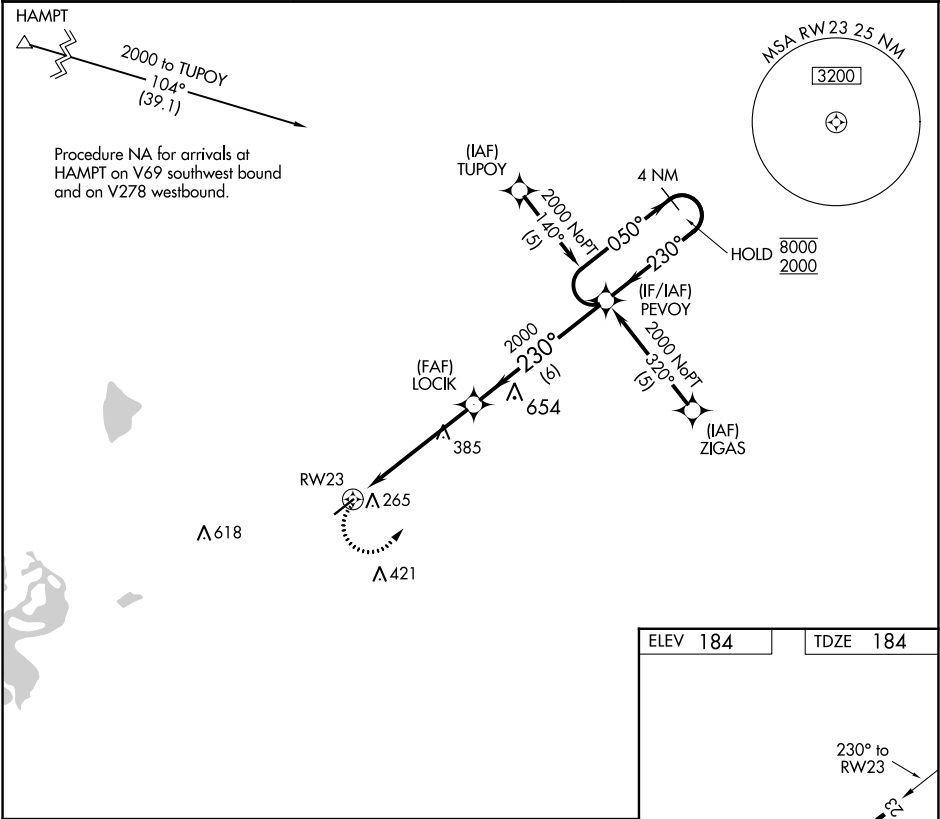 HAMPT
2000 to TUPOY
104°
(39.1)
Procedure NA for arrivals at
HAMPT on V69 southwest bound
and on V278 westbound.
MSA RW23 25 NM
3200
(IAF)
TUPOY
2000 NoPT
140°
(5)
4 NM
050°
230°
HOLD 8000
2000
(IF/IAF)
PEVOY
2000 NoPT
320°
(5)
(IAF)
ZIGAS
2000
230°
(6)
(FAF)
LOCIK
654
385
RW23
265
618
421
ELEV 184
TDZE 184
230° to
RW23
23